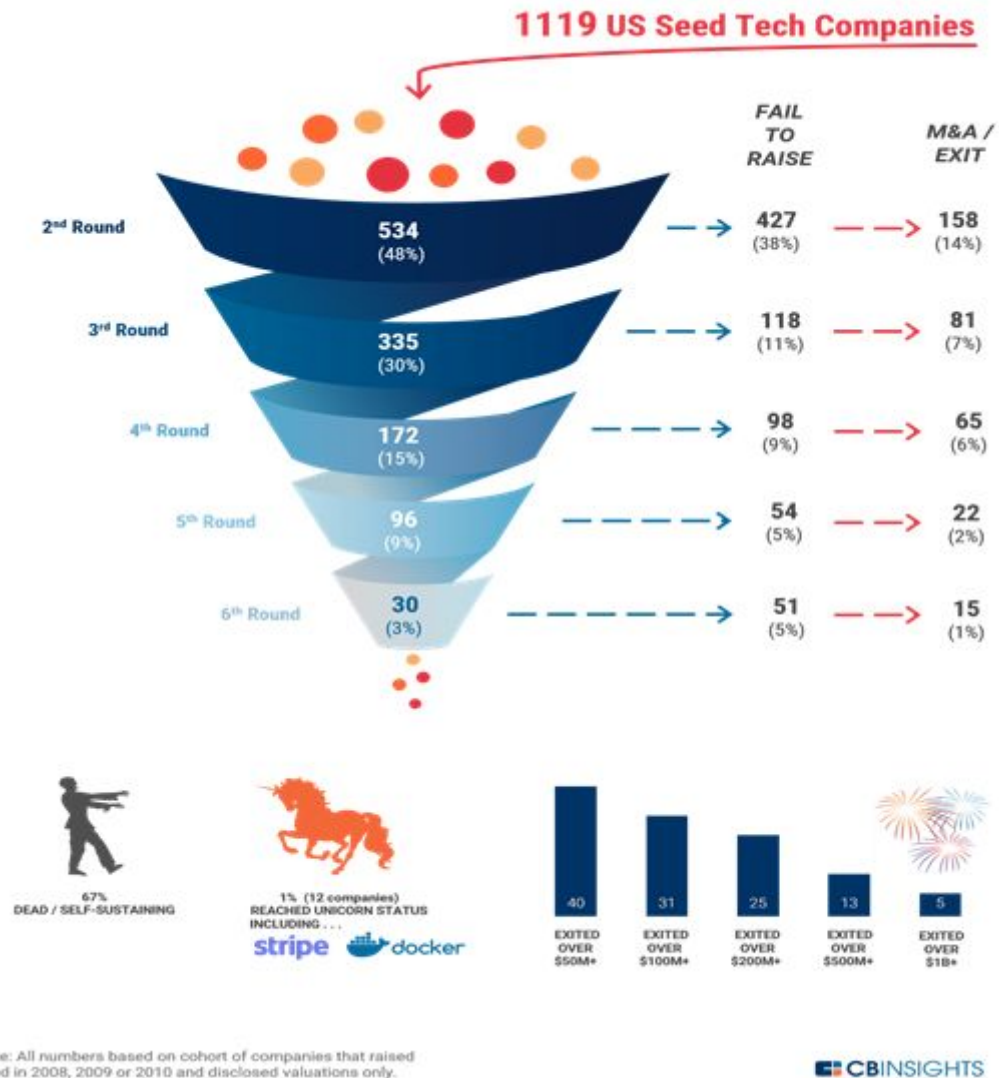 1119 US Seed Tech Companies
FAIL
TO
RAISE
M&A /
EXIT
2nd Round
534
(48%)
427
(38%)
158
(14%)
3rd Round
335
(30%)
118
(11%)
81
(7%)
4th Round
172
(15%)
98
(9%)
65
(6%)
5th Round
96
(9%)
54
(5%)
22
(2%)
6th Round
30
(3%)
51
(5%)
15
(1%)
67%
DEAD / SELF-SUSTAINING
1% (12 companies)
REACHED UNICORN STATUS
INCLUDING . . .
stripe
docker
40
EXITED
OVER
$50M+
31
EXITED
OVER
$100M+
25
EXITED
OVER
$200M+
13
EXITED
OVER
$500M+
5
EXITED
OVER
$1B+
e: All numbers based on cohort of companies that raised
d in 2008, 2009 or 2010 and disclosed valuations only.
CBINSIGHTS